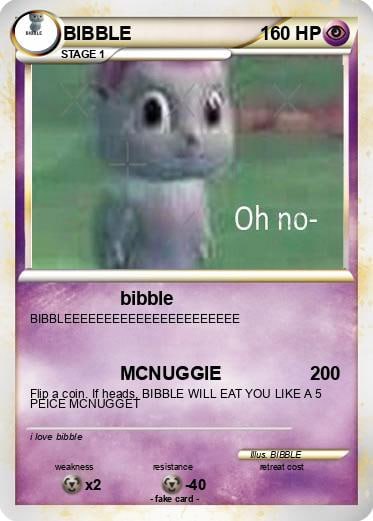 BIBBLE
BIBBLE 160 HP
STAGE 1
Oh no-
bibble
BIBBLEEEEEEEEEEEEEEEEEEEEEE
MCNUGGIE 200
Flip a coin. If heads, BIBBLE WILL EAT YOU LIKE A 5
PEICE MCNUGGET
i love bibble
Illus. BIBBLE
weakness resistance retreat cost
x2 -40
- fake card -